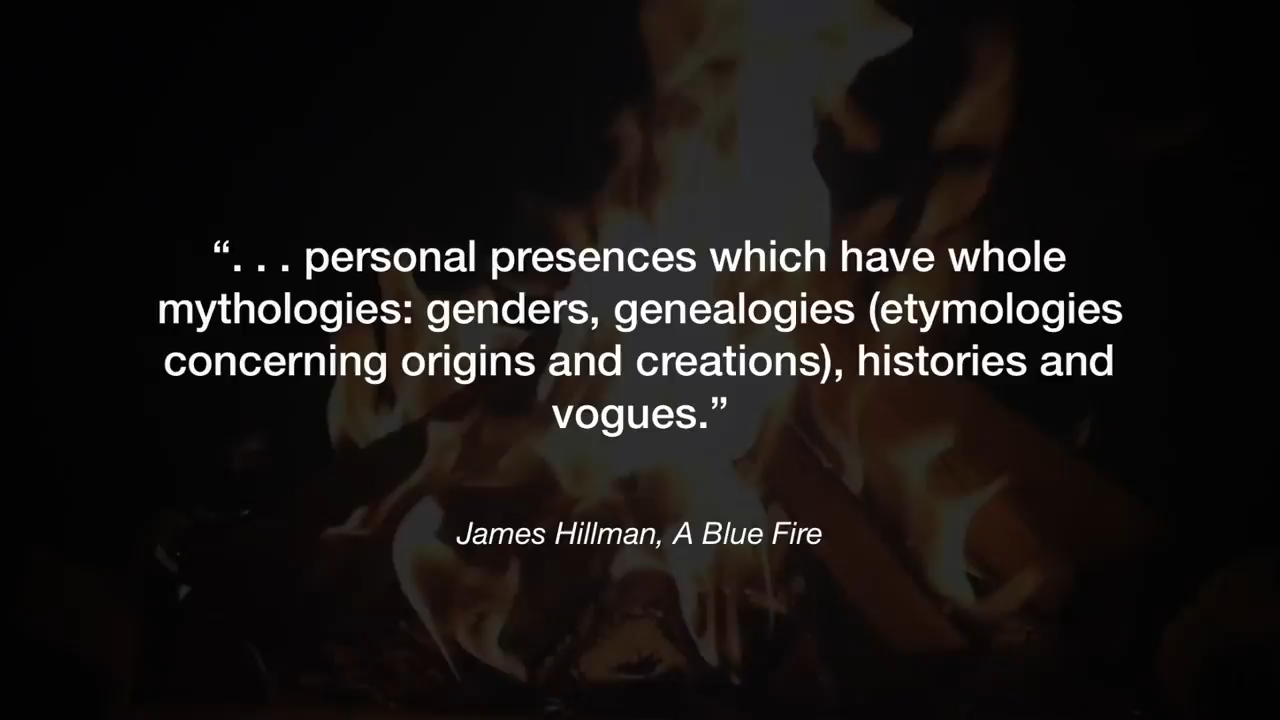 “. . . personal presences which have whole
mythologies: genders, genealogies (etymologies
concerning origins and creations), histories and
vogues.”
James Hillman, A Blue Fire